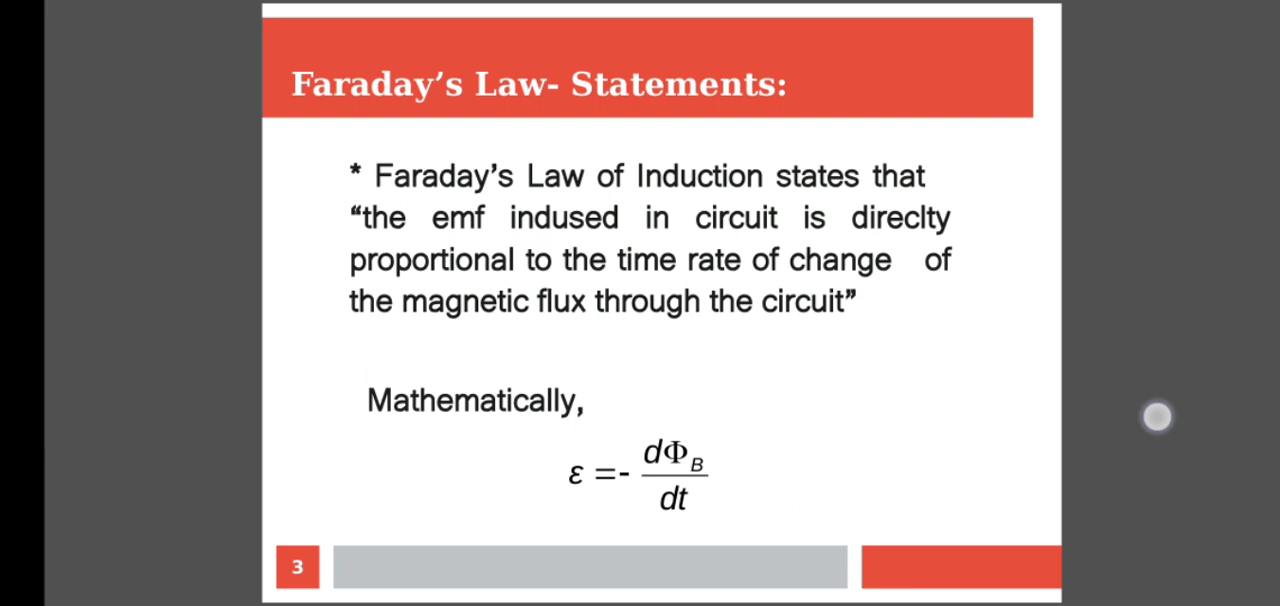 Faraday’s Law- Statements:
* Faraday’s Law of Induction states that
“the emf indused in circuit is direclty
proportional to the time rate of change of
the magnetic flux through the circuit”
Mathematically,
ε =- dΦB
dt
3